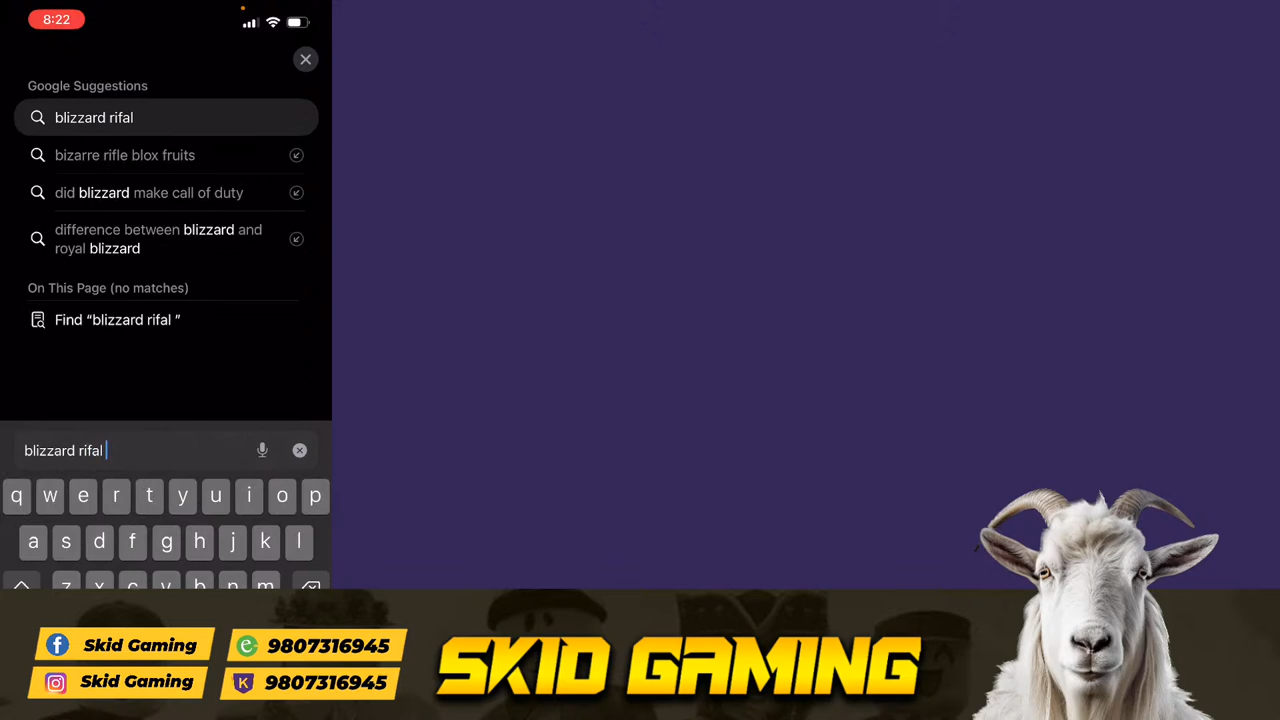 8:22
Google Suggestions
blizzard rifal
bizarre rifle blox fruits
did blizzard make call of duty
difference between blizzard and
royal blizzard
On This Page (no matches)
Find “blizzard rifal ”
blizzard rifal
q w e r t y u i o p
a s d f g h j k l
z x c v b n m
Skid Gaming
9807316945
Skid Gaming
9807316945
SKID GAMING